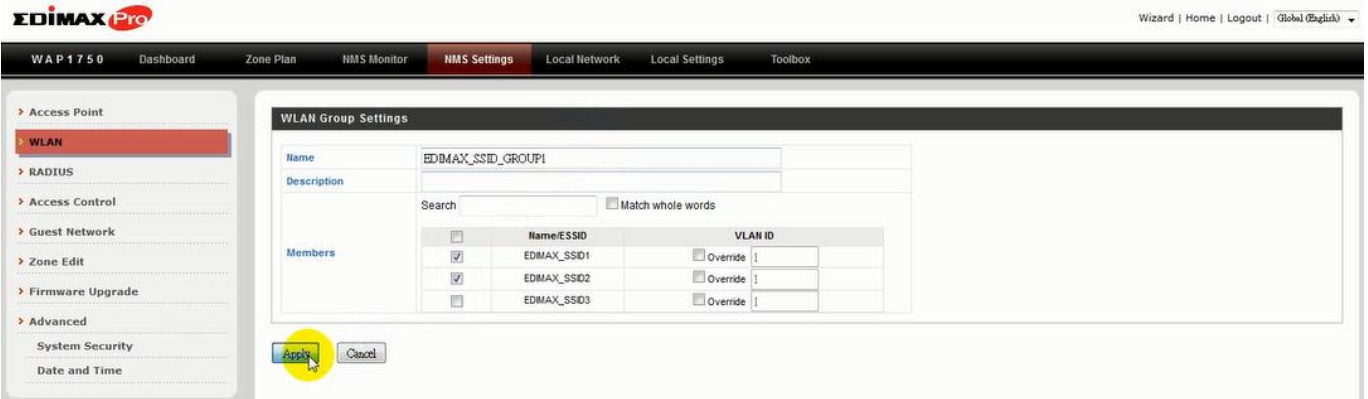 EDIMAX Pro
Wizard | Home | Logout | Global (English)
WAP1750 Dashboard Zone Plan NMS Monitor NMS Settings Local Network Local Settings Toolbox
Access Point
WLAN
RADIUS
Access Control
Guest Network
Zone Edit
Firmware Upgrade
Advanced
System Security
Date and Time
WLAN Group Settings
Name EDIMAX_SSID_GROUP1
Description
Search Match whole words
Members
Name/ESSID VLAN ID
EDIMAX_SSID1 Override 1
EDIMAX_SSID2 Override 1
EDIMAX_SSID3 Override 1
Apply Cancel